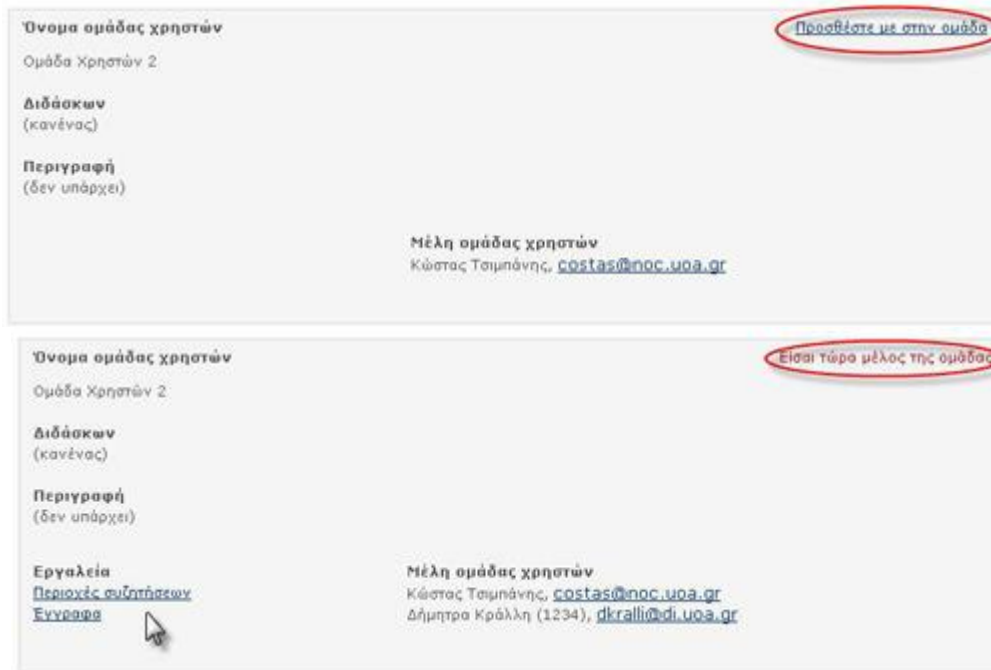 Όνομα ομάδας χρηστών
Προσθέστε με στην ομάδα
Ομάδα Χρηστών 2
Διδάσκων
(κανένας)
Περιγραφή
(δεν υπάρχει)
Μέλη ομάδας χρηστών
Κώστας Τσιμπάνης, costas@noc.uoa.gr
Όνομα ομάδας χρηστών
Είσαι τώρα μέλος της ομάδας
Ομάδα Χρηστών 2
Διδάσκων
(κανένας)
Περιγραφή
(δεν υπάρχει)
Εργαλεία
Περιοχές συζητήσεων
Έγγραφα
Μέλη ομάδας χρηστών
Κώστας Τσιμπάνης, costas@noc.uoa.gr
Δήμητρα Κράλλη (1234), dkralli@di.uoa.gr